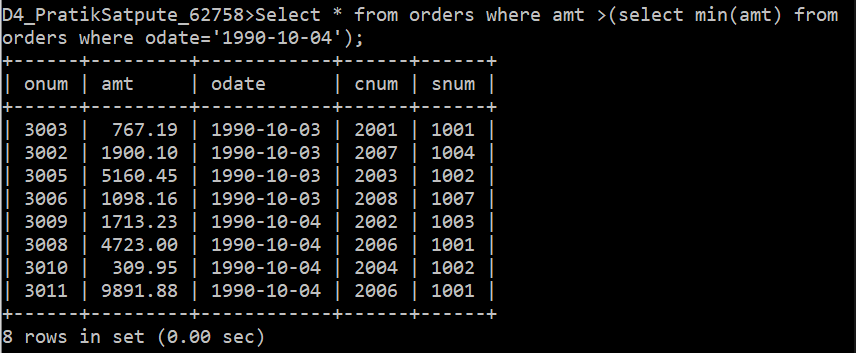 D4_PratikSatpute_62758>Select * from orders where amt >(select min(amt) from
orders where odate='1990-10-04');
+------+---------+------------+------+------+
| onum | amt     | odate      | cnum | snum |
+------+---------+------------+------+------+
| 3003 |  767.19 | 1990-10-03 | 2001 | 1001 |
| 3002 | 1900.10 | 1990-10-03 | 2007 | 1004 |
| 3005 | 5160.45 | 1990-10-03 | 2003 | 1002 |
| 3006 | 1098.16 | 1990-10-03 | 2008 | 1007 |
| 3009 | 1713.23 | 1990-10-04 | 2002 | 1003 |
| 3008 | 4723.00 | 1990-10-04 | 2006 | 1001 |
| 3010 |  309.95 | 1990-10-04 | 2004 | 1002 |
| 3011 | 9891.88 | 1990-10-04 | 2006 | 1001 |
+------+---------+------------+------+------+
8 rows in set (0.00 sec)